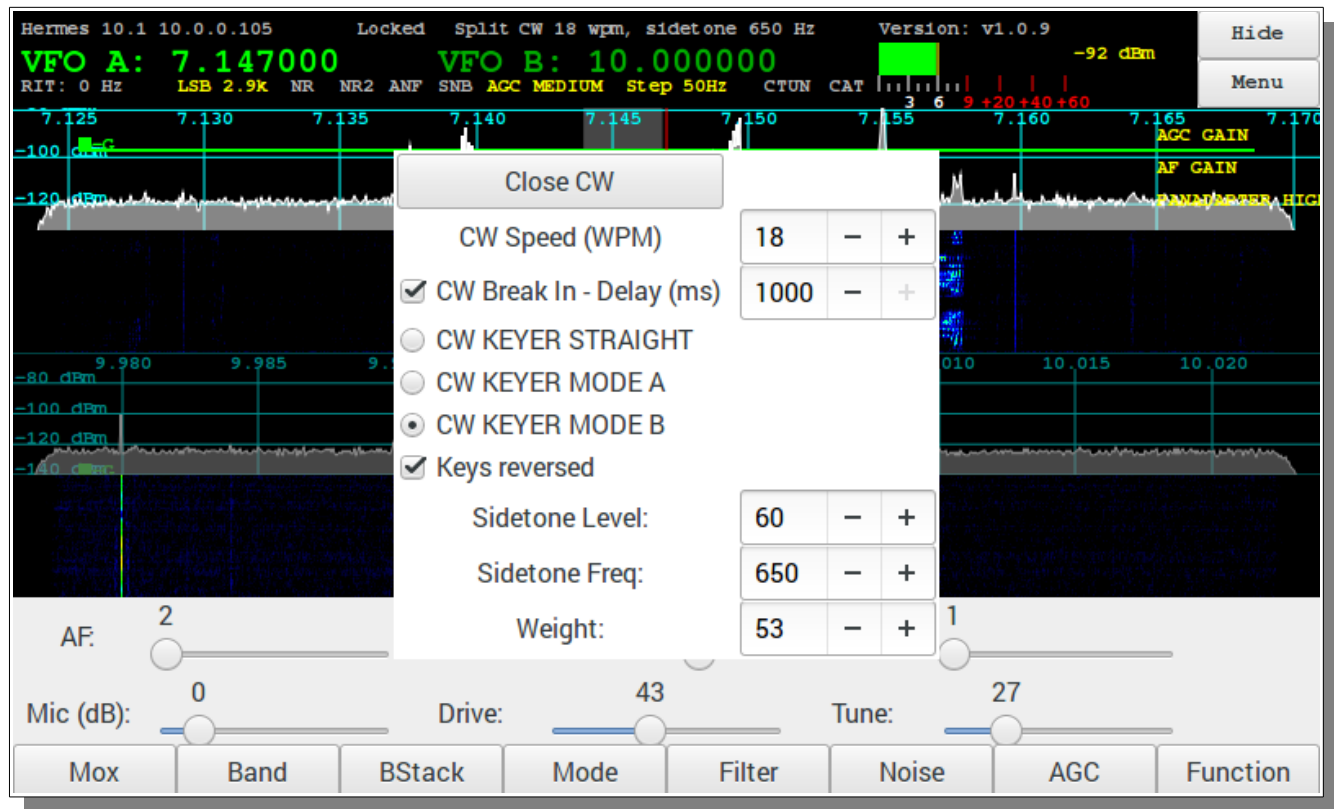 Hermes 10.1 10.0.0.105 Locked Split CW 18 wpm, sidetone 650 Hz Version: v1.0.9 Hide
VFO A: 7.147000 VFO B: 10.000000 -92 dBm
RIT: 0 Hz LSB 2.9k NR NR2 ANF SNB AGC MEDIUM Step 50Hz CTUN CAT Menu
3 6 9 +20 +40 +60
7.125 7.130 7.135 7.140 7.145 7.150 7.155 7.160 7.165 7.170
AGC GAIN
-100 dBm =G
AF GAIN
Close CW
-120 dBm PANADAPTER HIG
CW Speed (WPM) 18 − +
CW Break In - Delay (ms) 1000 − +
CW KEYER STRAIGHT
9.980 9.985 9. 010 10.015 10.020
-80 dBm
CW KEYER MODE A
-100 dBm
CW KEYER MODE B
-120 dBm
Keys reversed
-140 dBm
Sidetone Level: 60 − +
Sidetone Freq: 650 − +
Weight: 53 − +
AF: 2 1
Mic (dB): 0 Drive: 43 Tune: 27
Mox Band BStack Mode Filter Noise AGC Function